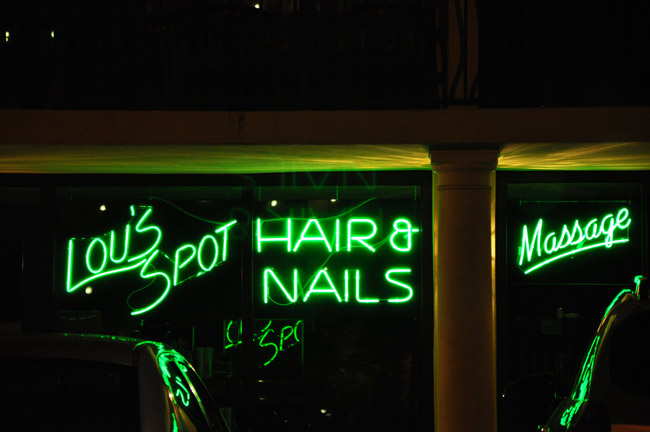 LOU'S SPOT
HAIR &
NAILS
Massage